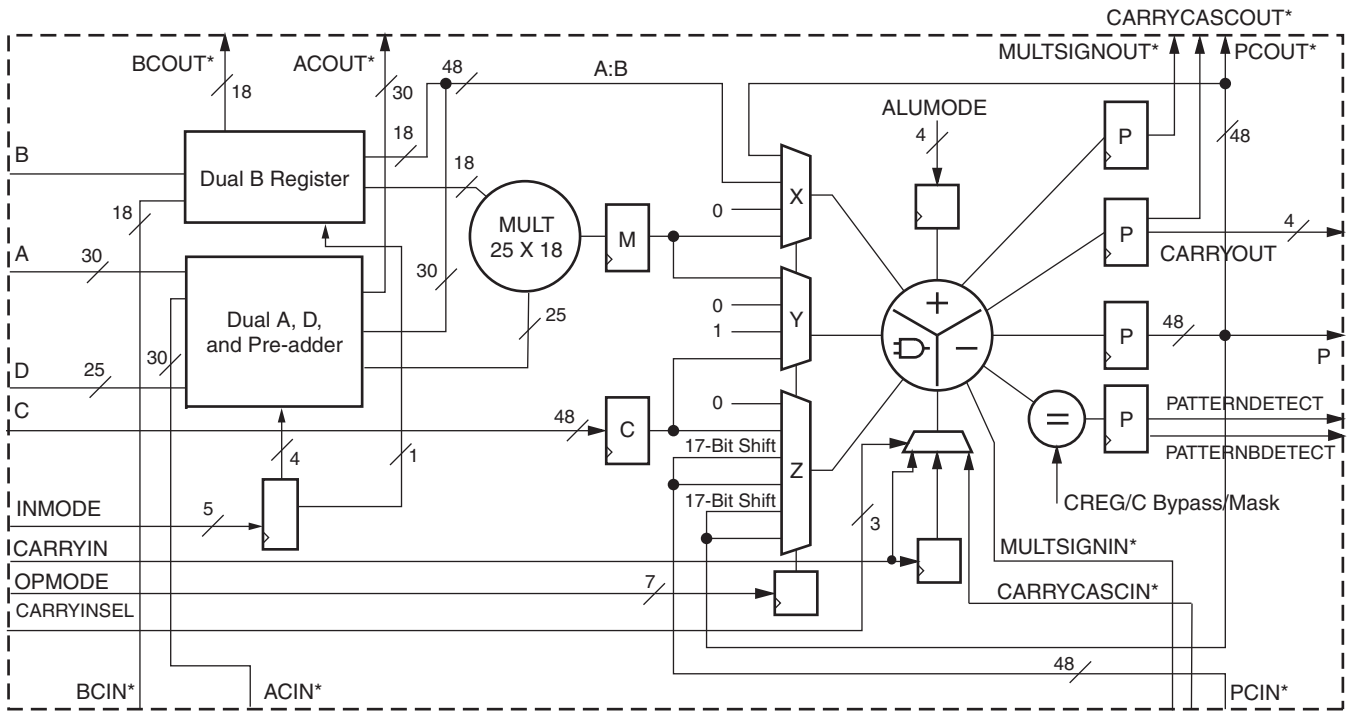 CARRYCASCOUT*
MULTSIGNOUT*
PCOUT*
BCOUT*
ACOUT*
48
A:B
18
30
ALUMODE
4
48
B
18
P
Dual B Register
18
X
18
0
MULT
25 X 18
M
P
4
CARRYOUT
A
30
30
Dual A, D,
and Pre-adder
25
0
1
Y
P
48
P
30
D
25
C
48
C
0
17-Bit Shift
17-Bit Shift
Z
=
P
PATTERNDETECT
PATTERNBDETECT
4
1
INMODE
5
3
CREG/C Bypass/Mask
CARRYIN
MULTSIGNIN*
OPMODE
7
CARRYCASCIN*
CARRYINSEL
48
BCIN*
ACIN*
PCIN*
+
−